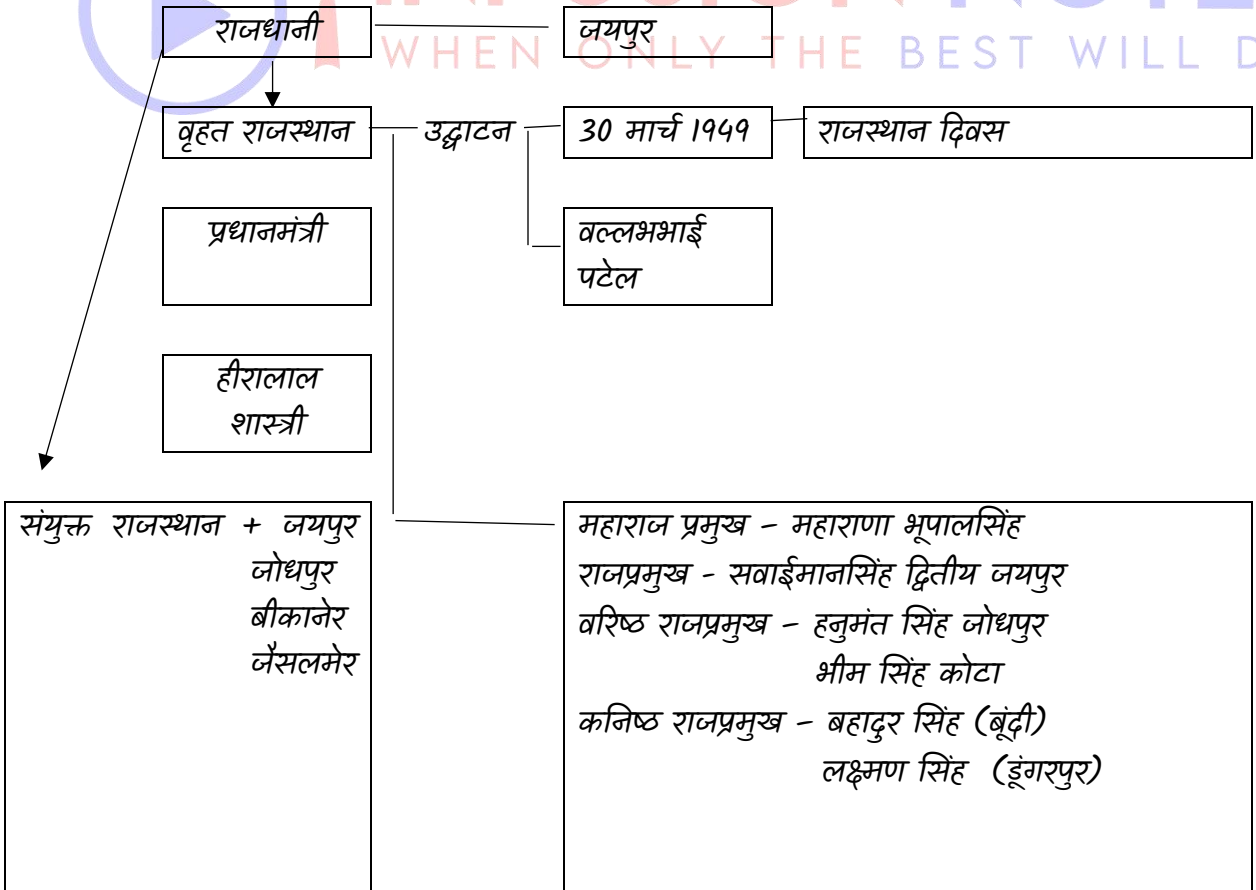 राजधानी
जयपुर
WHEN ONLY THE BEST WILL D
वृहत राजस्थान
उद्घाटन
30 मार्च 1949
राजस्थान दिवस
प्रधानमंत्री
वल्लभभाई
पटेल
हीरालाल
शास्त्री
संयुक्त राजस्थान + जयपुर
जोधपुर
बीकानेर
जैसलमेर
महाराज प्रमुख – महाराणा भूपालसिंह
राजप्रमुख - सवाईमानसिंह द्वितीय जयपुर
वरिष्ठ राजप्रमुख – हनुमंत सिंह जोधपुर
भीम सिंह कोटा
कनिष्ठ राजप्रमुख – बहादुर सिंह (बूंदी)
लक्ष्मण सिंह (डूंगरपुर)